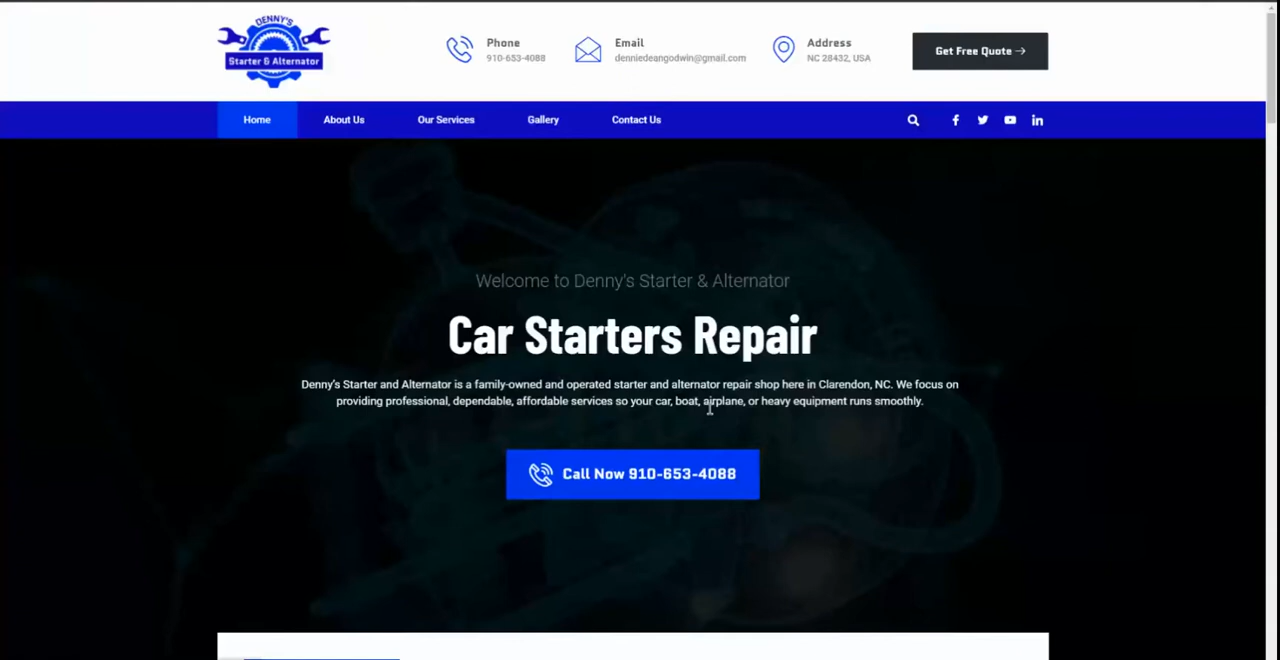 DENNY'S
Starter & Alternator
Phone
910-653-4088
Email
denniedeangodwin@gmail.com
Address
NC 28432, USA
Get Free Quote
Home
About Us
Our Services
Gallery
Contact Us
Welcome to Denny's Starter & Alternator
Car Starters Repair
Denny's Starter and Alternator is a family-owned and operated starter and alternator repair shop here in Clarendon, NC. We focus on
providing professional, dependable, affordable services so your car, boat, airplane, or heavy equipment runs smoothly.
Call Now 910-653-4088